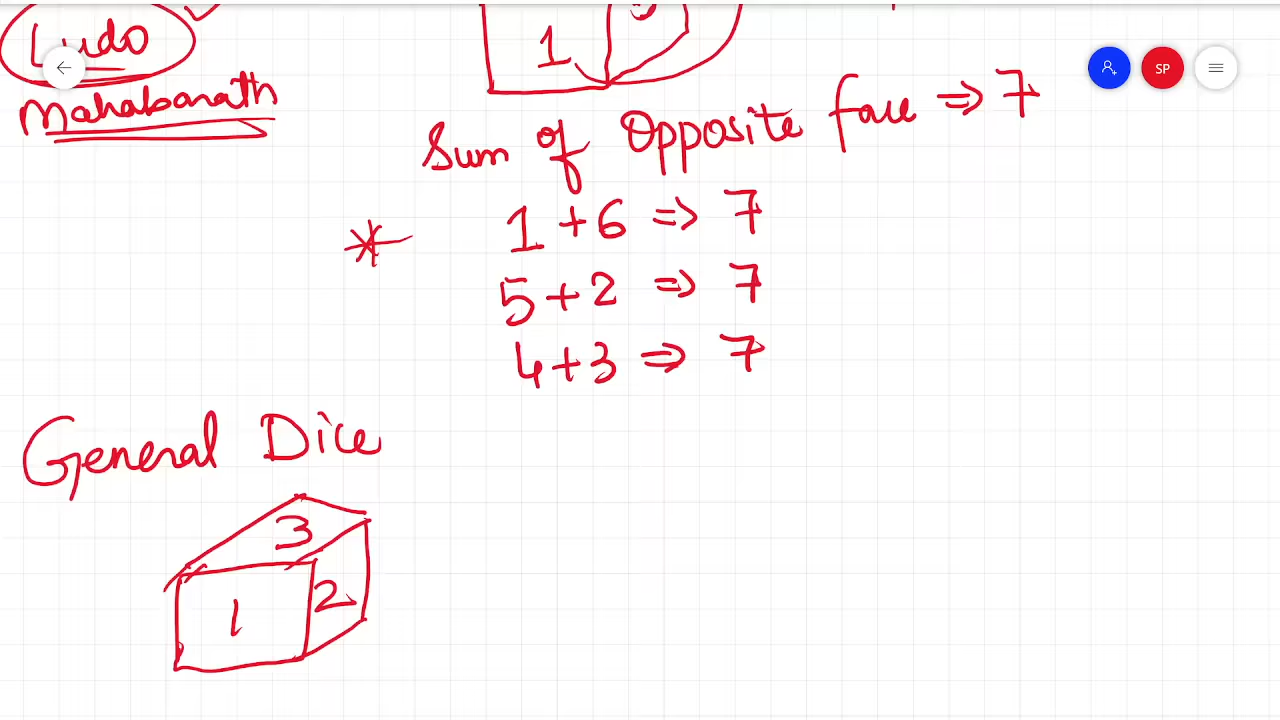 Ludo
Mahabarath
1
Sum of Opposite face => 7
1 + 6 => 7
5 + 2 => 7
4 + 3 => 7
General Dice
3
1
2
SP